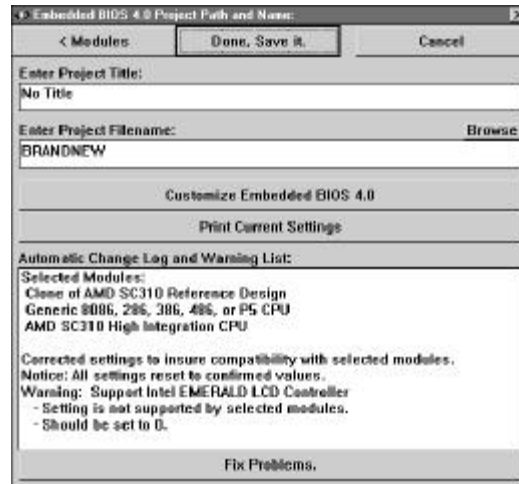 Embedded BIOS 4.0 Project Path and Name:
< Modules Done, Save it. Cancel
Enter Project Title:
No Title
Enter Project Filename: Browse
BRANDNEW
Customize Embedded BIOS 4.0
Print Current Settings
Automatic Change Log and Warning List:
Selected Modules:
Clone of AMD SC310 Reference Design
Generic 8086, 286, 386, 486, or P5 CPU
AMD SC310 High Integration CPU
Corrected settings to insure compatibility with selected modules.
Notice: All settings reset to confirmed values.
Warning: Support Intel EMERALD LCD Controller
- Setting is not supported by selected modules.
- Should be set to 0.
Fix Problems.